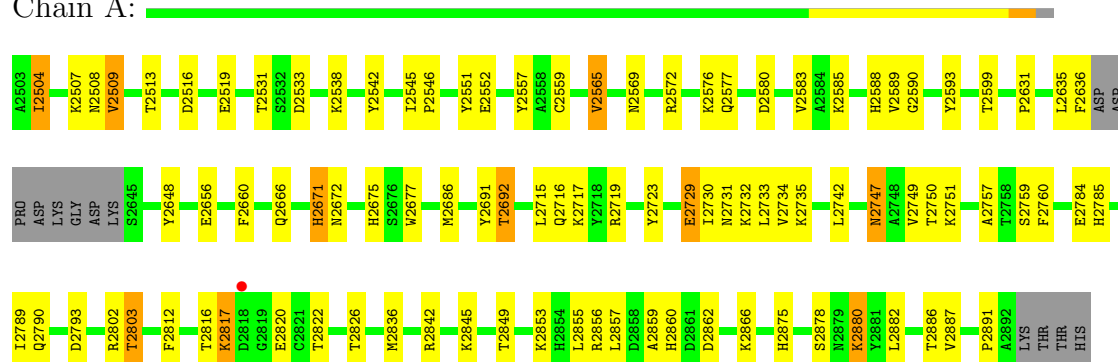 Chain A:
A2503 I2504 K2507 N2508 V2509 T2513 D2516 E2519 T2531 S2532 D2533 K2538 Y2542 I2545 P2546 Y2551 E2552 Y2557 A2558 C2559 V2565 N2569 R2572 K2576 Q2577 D2580 V2583 A2584 K2585 H2588 V2589 G2590 Y2593 T2599 P2631 L2635 F2636 ASP ASP
PRO ASP LYS GLY ASP LYS S2645 Y2648 E2656 F2660 Q2666 H2671 N2672 H2675 S2676 W2677 M2686 Y2691 T2692 L2715 Q2716 K2717 Y2718 R2719 Y2723 E2729 I2730 N2731 K2732 L2733 V2734 K2735 L2742 N2747 A2748 V2749 T2750 K2751 A2757 T2758 S2759 F2760 E2784 H2785
I2789 Q2790 D2793 R2802 T2803 F2812 T2816 K2817 D2818 G2819 E2820 C2821 T2822 T2826 M2836 R2842 K2845 T2849 K2853 H2854 L2855 R2856 L2857 D2858 A2859 H2860 D2861 D2862 K2866 H2875 S2878 N2879 K2880 Y2881 L2882 T2886 V2887 P2891 A2892 LYS THR THR HIS